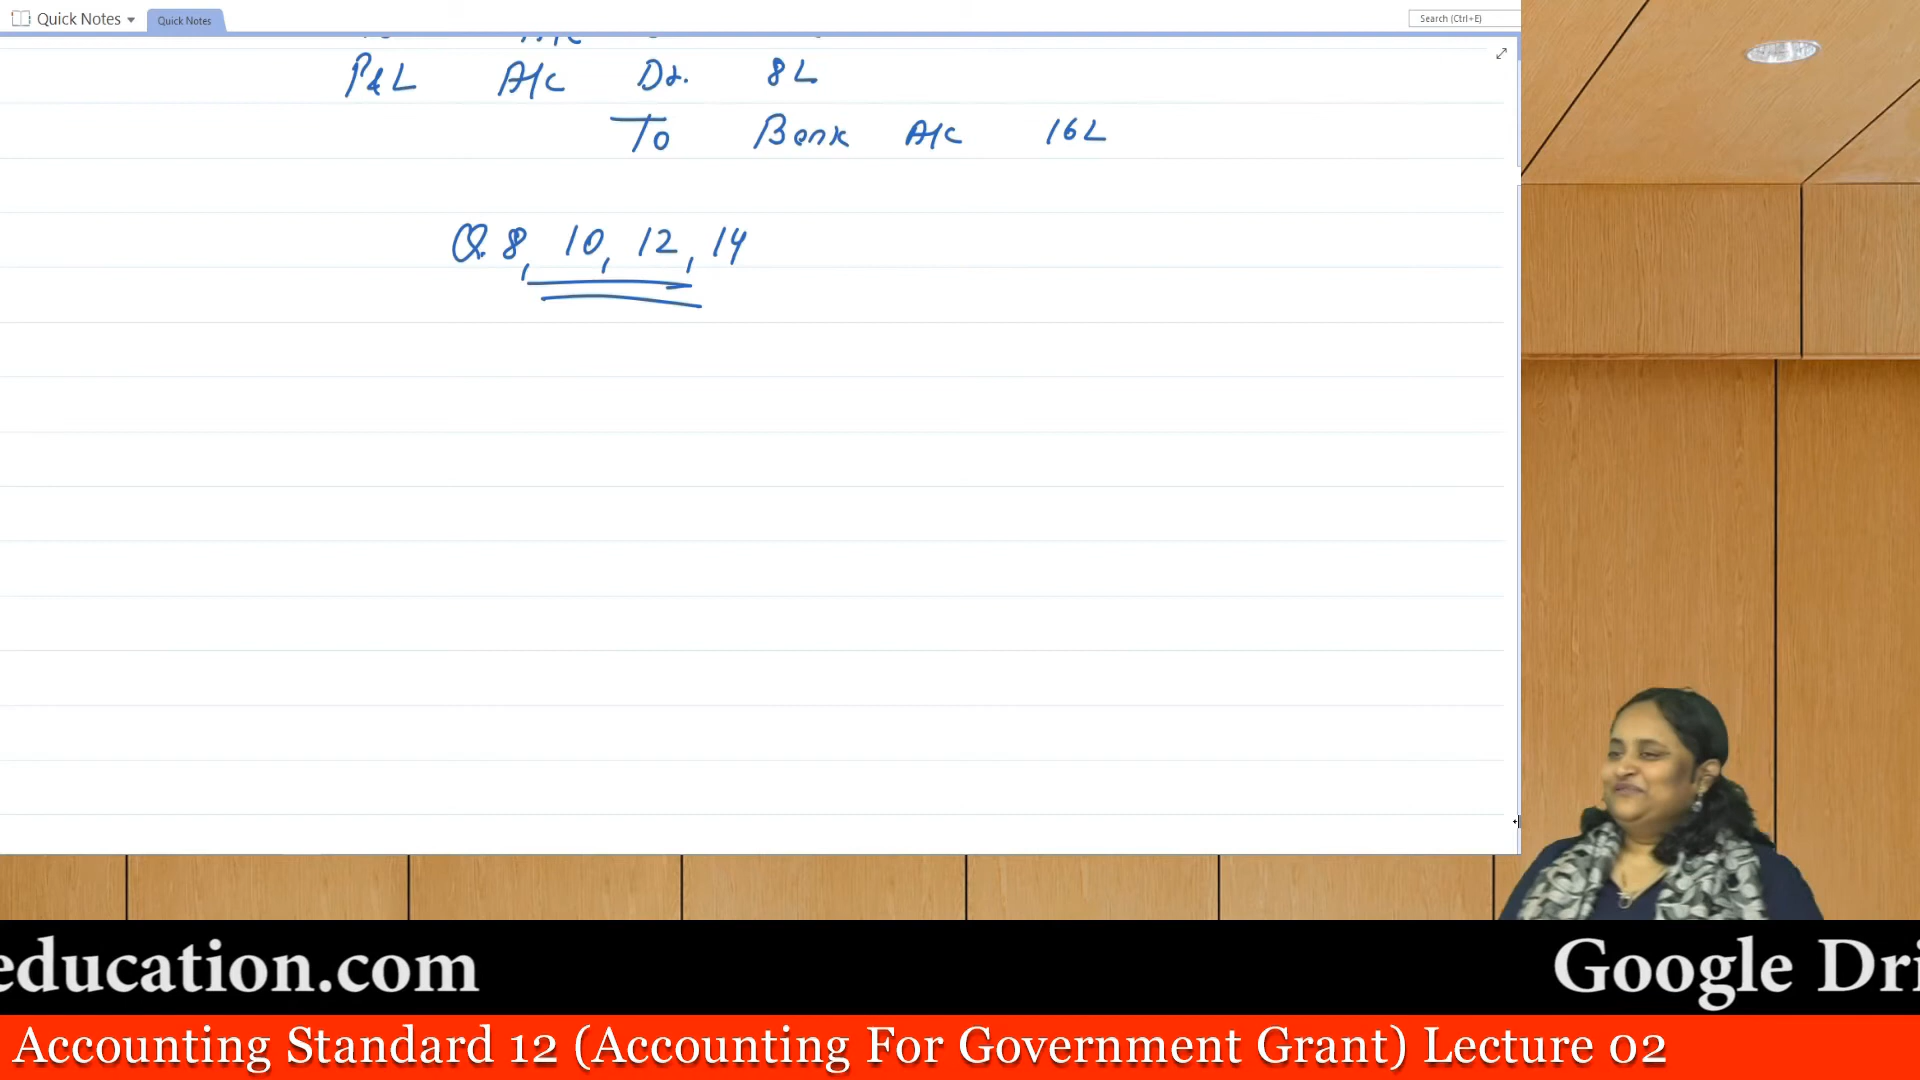 Quick Notes
Quick Notes
Search (Ctrl+E)
P&L A/c Dr. 8L
To Bank A/c 16L
Q. 8, 10, 12, 14
education.com
Google Dri
Accounting Standard 12 (Accounting For Government Grant) Lecture 02